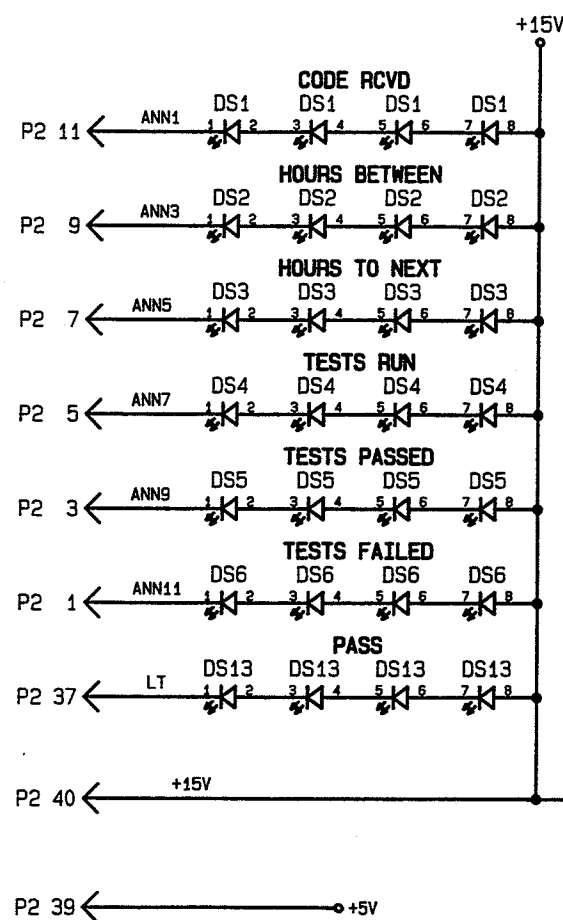 +15V
CODE RCVD
DS1 DS1 DS1 DS1
P2 11 ANN1 1 2 3 4 5 6 7 8
HOURS BETWEEN
DS2 DS2 DS2 DS2
P2 9 ANN3 1 2 3 4 5 6 7 8
HOURS TO NEXT
DS3 DS3 DS3 DS3
P2 7 ANN5 1 2 3 4 5 6 7 8
TESTS RUN
DS4 DS4 DS4 DS4
P2 5 ANN7 1 2 3 4 5 6 7 8
TESTS PASSED
DS5 DS5 DS5 DS5
P2 3 ANN9 1 2 3 4 5 6 7 8
TESTS FAILED
DS6 DS6 DS6 DS6
P2 1 ANN11 1 2 3 4 5 6 7 8
PASS
DS13 DS13 DS13 DS13
P2 37 LT 1 2 3 4 5 6 7 8
P2 40 +15V
P2 39 +5V